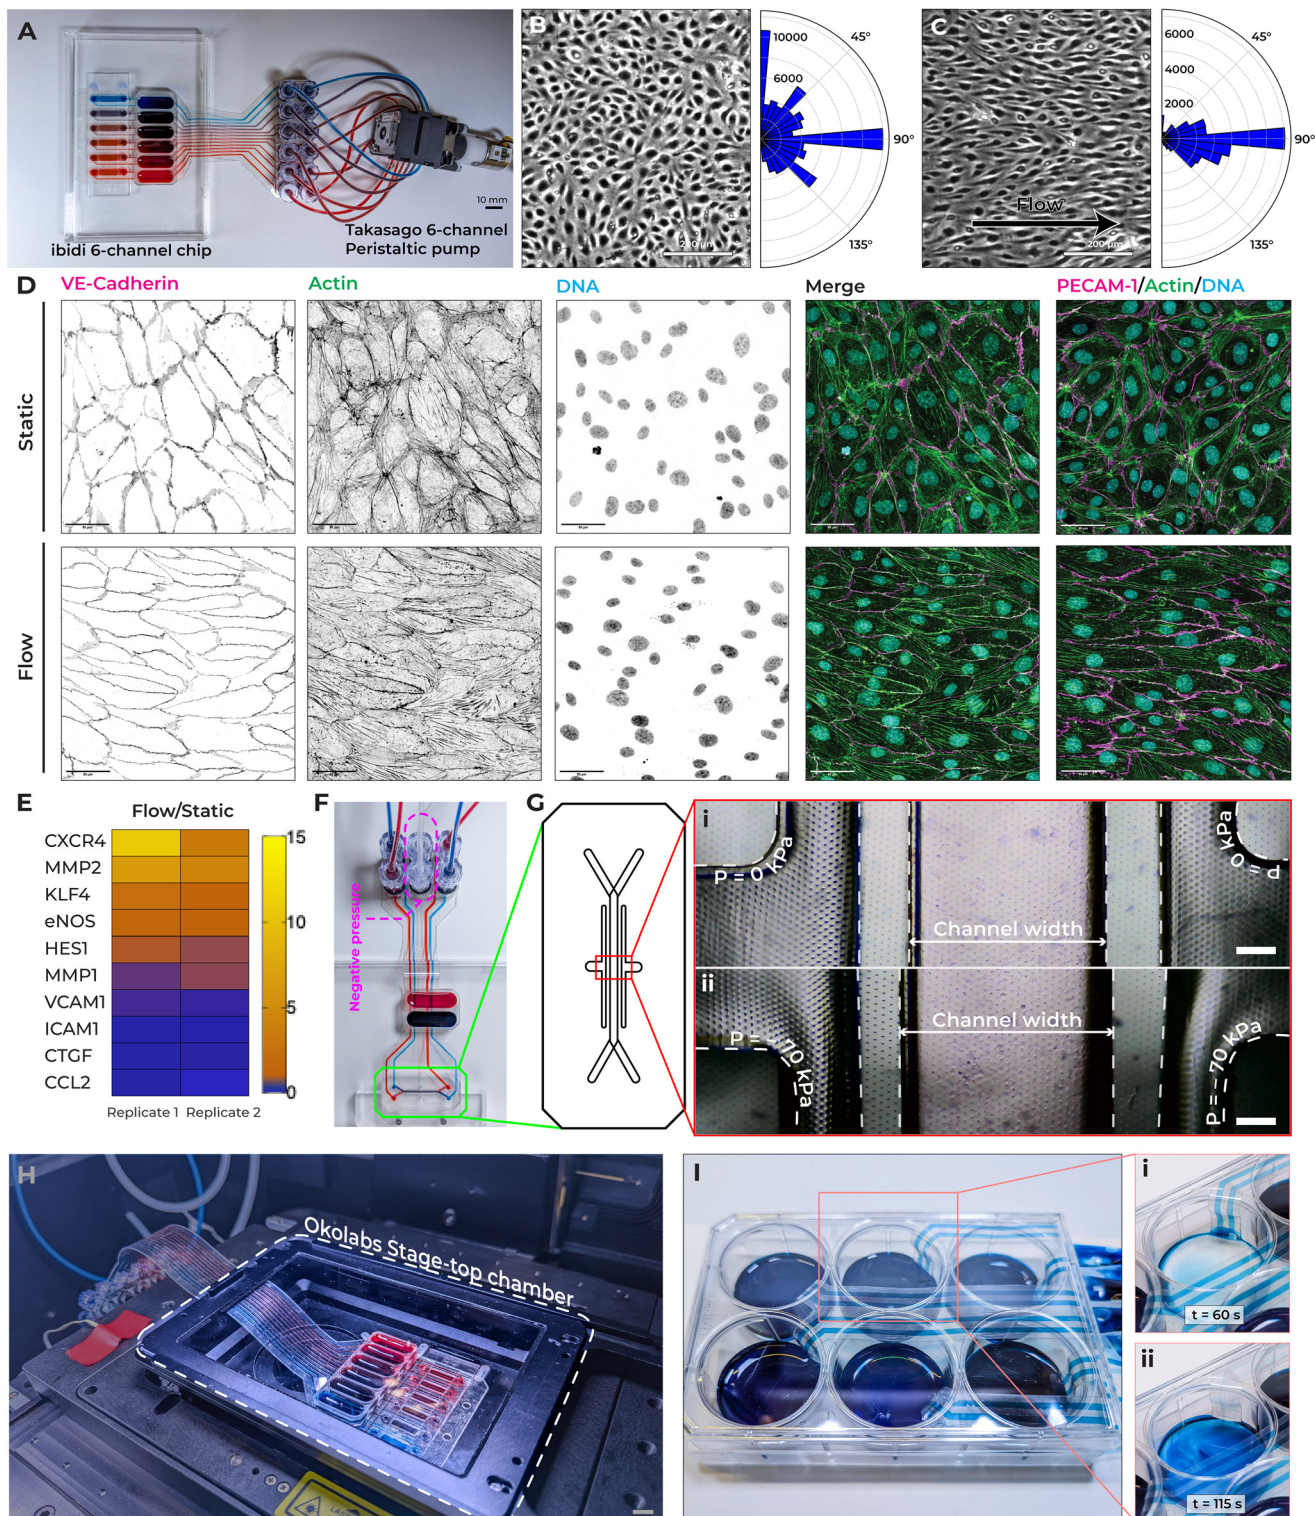 A
10 mm
ibidi 6-channel chip
Takasago 6-channel
Peristaltic pump
B
200 μm
10000
6000
45°
90°
135°
C
Flow
200 μm
6000
4000
2000
45°
90°
135°
D
VE-Cadherin
Actin
DNA
Merge
PECAM-1/Actin/DNA
Static
Flow
E
Flow/Static
CXCR4
MMP2
KLF4
eNOS
HES1
MMP1
VCAM1
ICAM1
CTGF
CCL2
15
10
5
0
Replicate 1
Replicate 2
F
Negative pressure
G
i
P = 0 kPa
P = 0 kPa
Channel width
ii
P = - 70 kPa
P = - 70 kPa
Channel width
H
Okolabs Stage-top chamber
I
i
t = 60 s
ii
t = 115 s